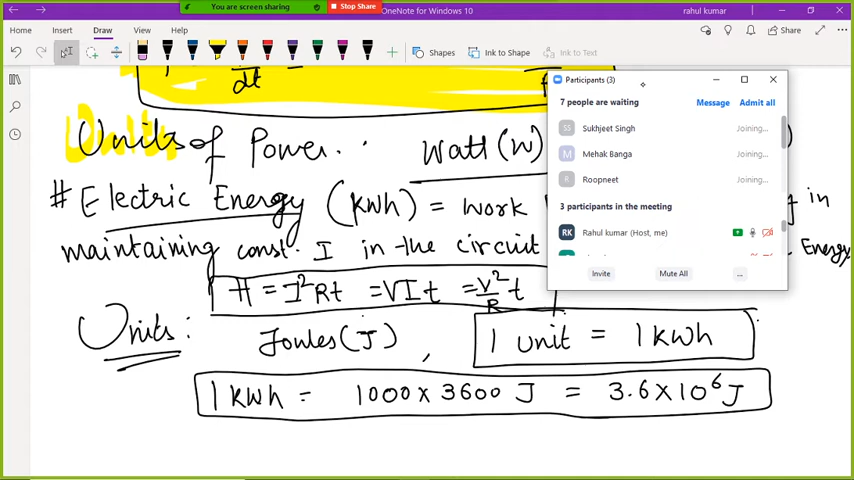 You are screen sharing
Stop Share
OneNote for Windows 10
rahul kumar
Home
Insert
Draw
View
Help
Shapes
Ink to Shape
Ink to Text
Share
dt
Units of Power.
Watt (W)
# Electric Energy (KWh) = work
in
maintaining const. I in the circuit
Energy
H = I²Rt = VIt = V²/R t
Units:
Joules (J) ,
1 unit = 1 KWh
1 KWh = 1000 x 3600 J = 3.6 x 10⁶ J
Participants (3)
7 people are waiting
Message
Admit all
SS Sukhjeet Singh Joining...
M Mehak Banga Joining...
R Roopneet Joining...
3 participants in the meeting
RK Rahul kumar (Host, me)
Invite
Mute All
...